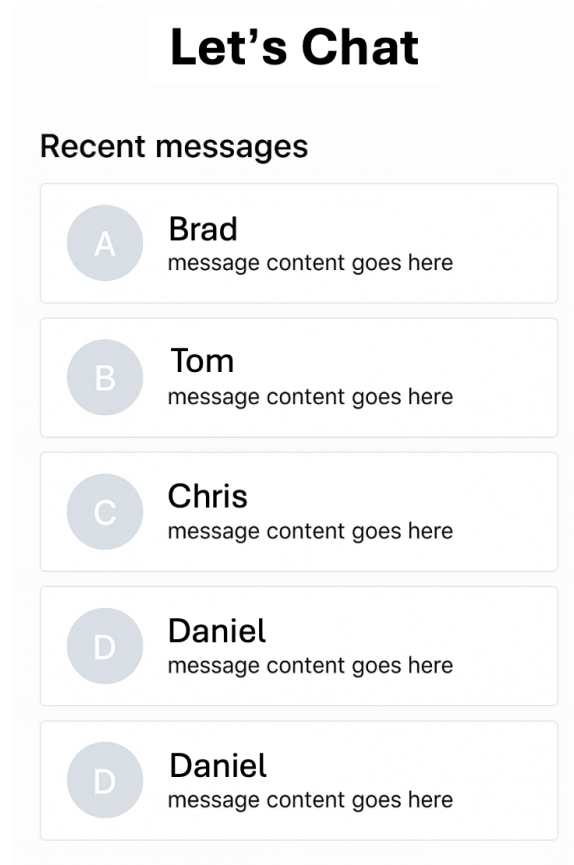 Let’s Chat
Recent messages
A
Brad
message content goes here
B
Tom
message content goes here
C
Chris
message content goes here
D
Daniel
message content goes here
D
Daniel
message content goes here